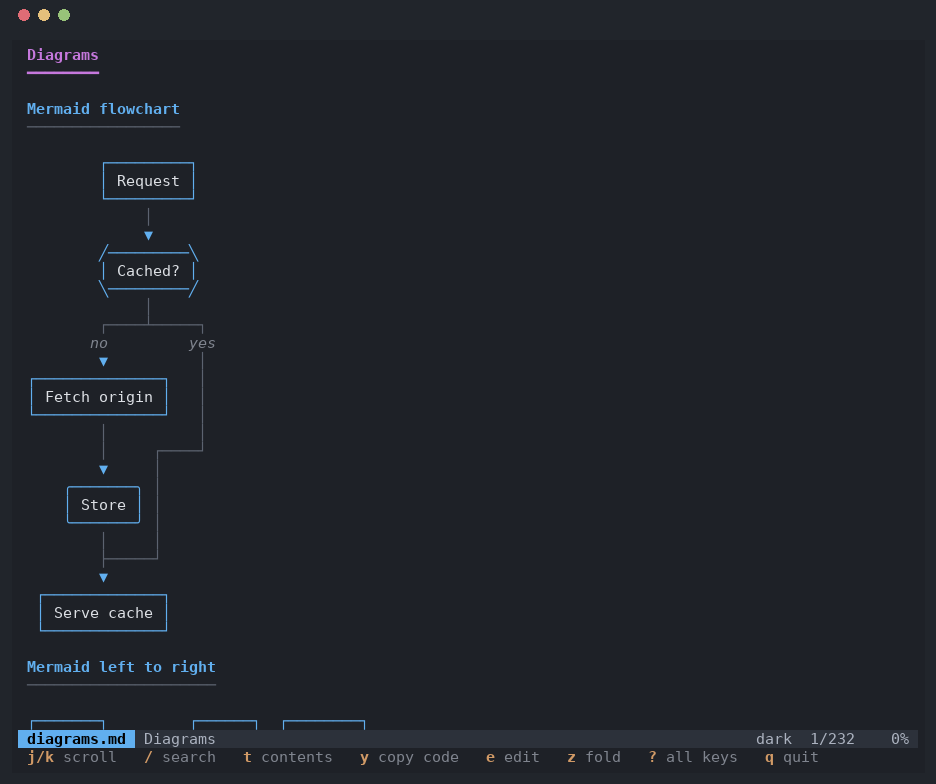 Diagrams
Mermaid flowchart
Request
Cached?
no yes
Fetch origin
Store
Serve cache
Mermaid left to right
diagrams.md Diagrams dark 1/232 0%
j/k scroll / search t contents y copy code e edit z fold ? all keys q quit